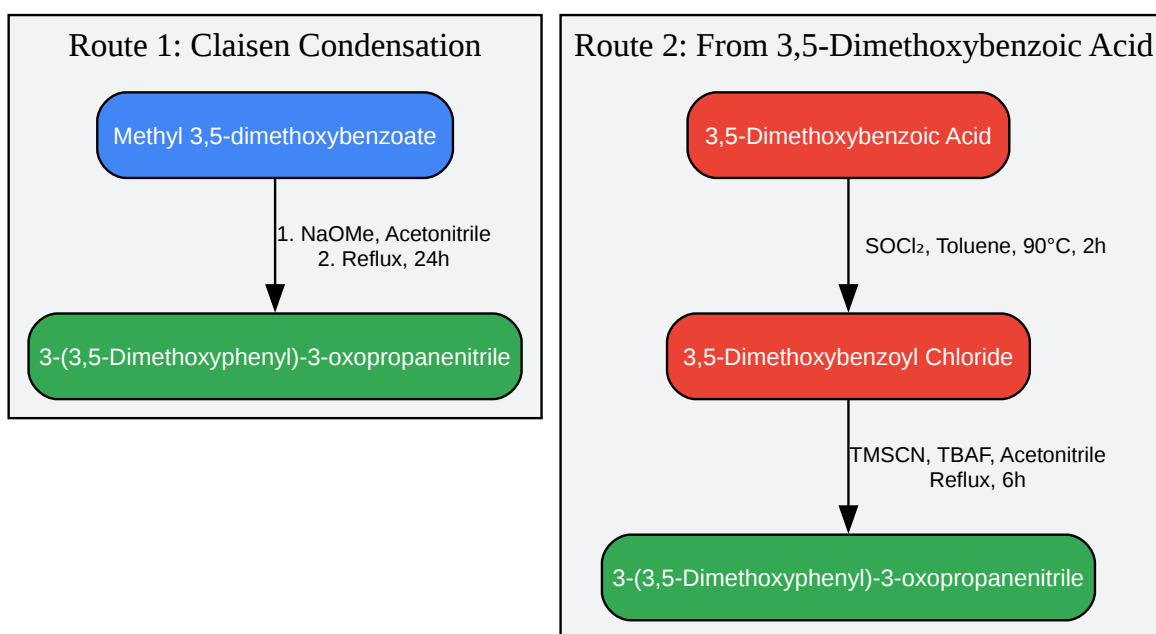 Route 1: Claisen Condensation
Methyl 3,5-dimethoxybenzoate
1. NaOMe, Acetonitrile
2. Reflux, 24h
3-(3,5-Dimethoxyphenyl)-3-oxopropanenitrile
Route 2: From 3,5-Dimethoxybenzoic Acid
3,5-Dimethoxybenzoic Acid
SOCl₂, Toluene, 90°C, 2h
3,5-Dimethoxybenzoyl Chloride
TMSCN, TBAF, Acetonitrile
Reflux, 6h
3-(3,5-Dimethoxyphenyl)-3-oxopropanenitrile